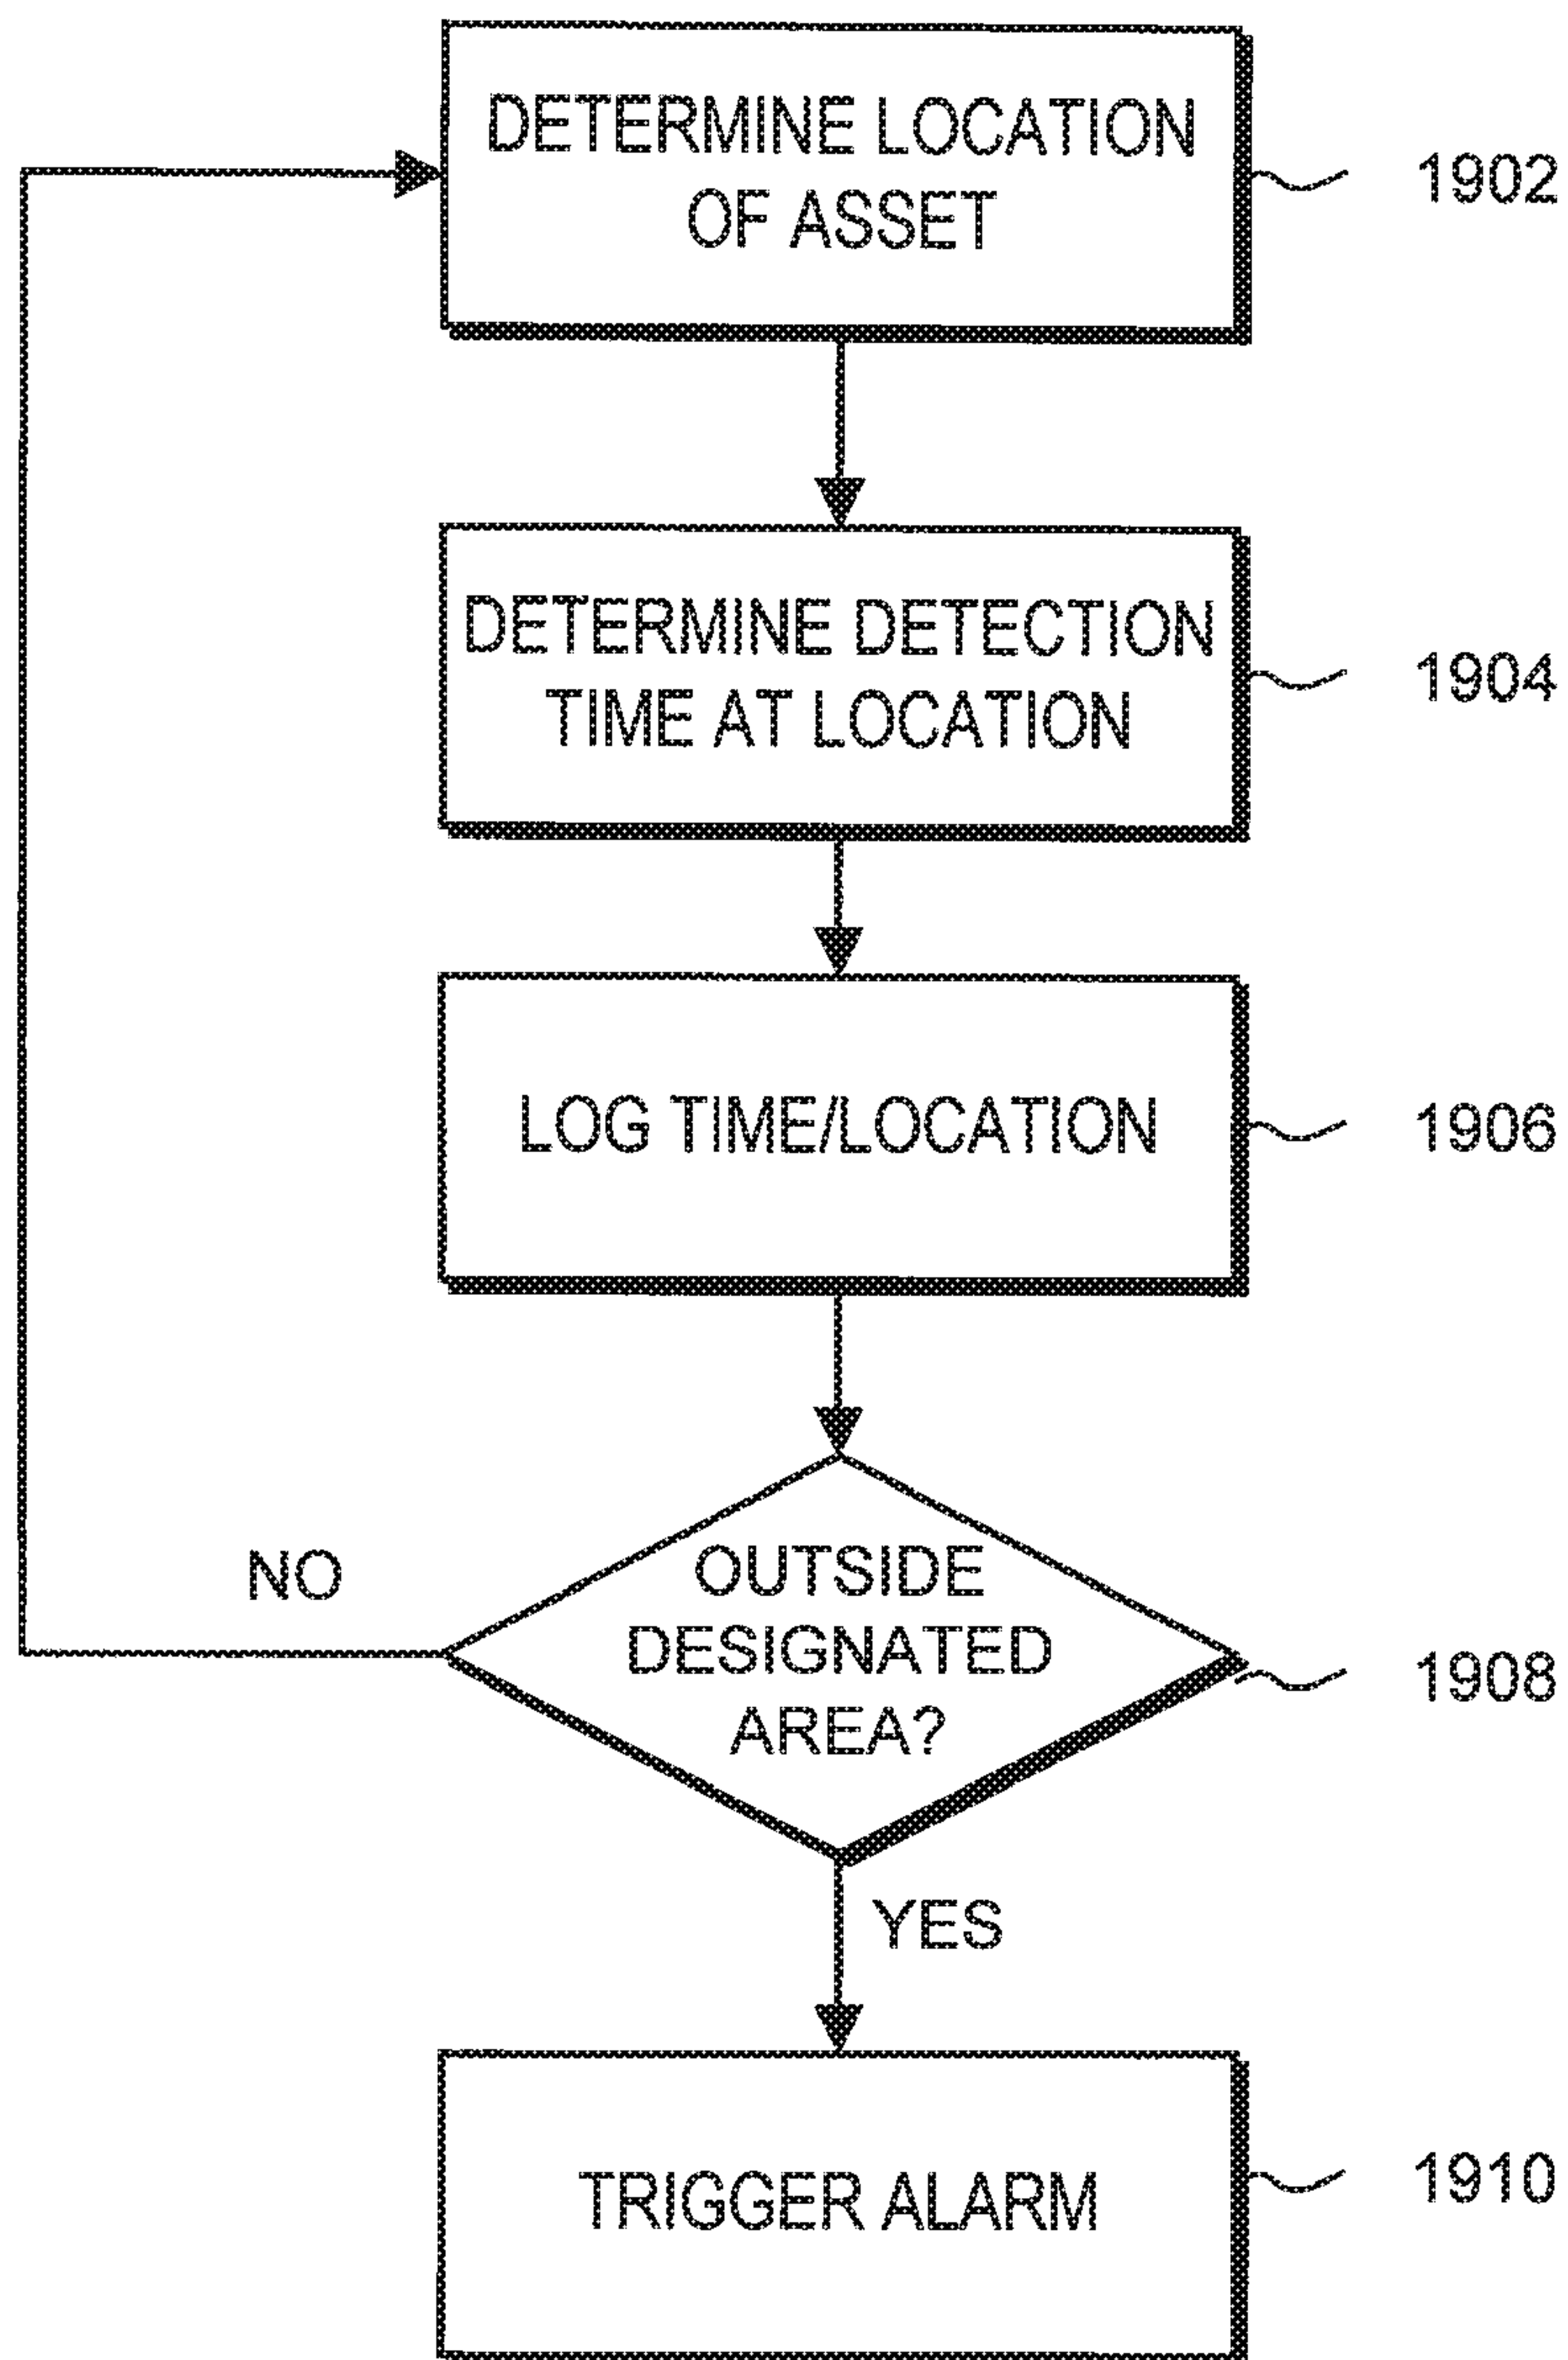 DETERMINE LOCATION
OF ASSET
1902
DETERMINE DETECTION
TIME AT LOCATION
1904
LOG TIME/LOCATION
1906
OUTSIDE
DESIGNATED
AREA?
1908
NO
YES
TRIGGER ALARM
1910